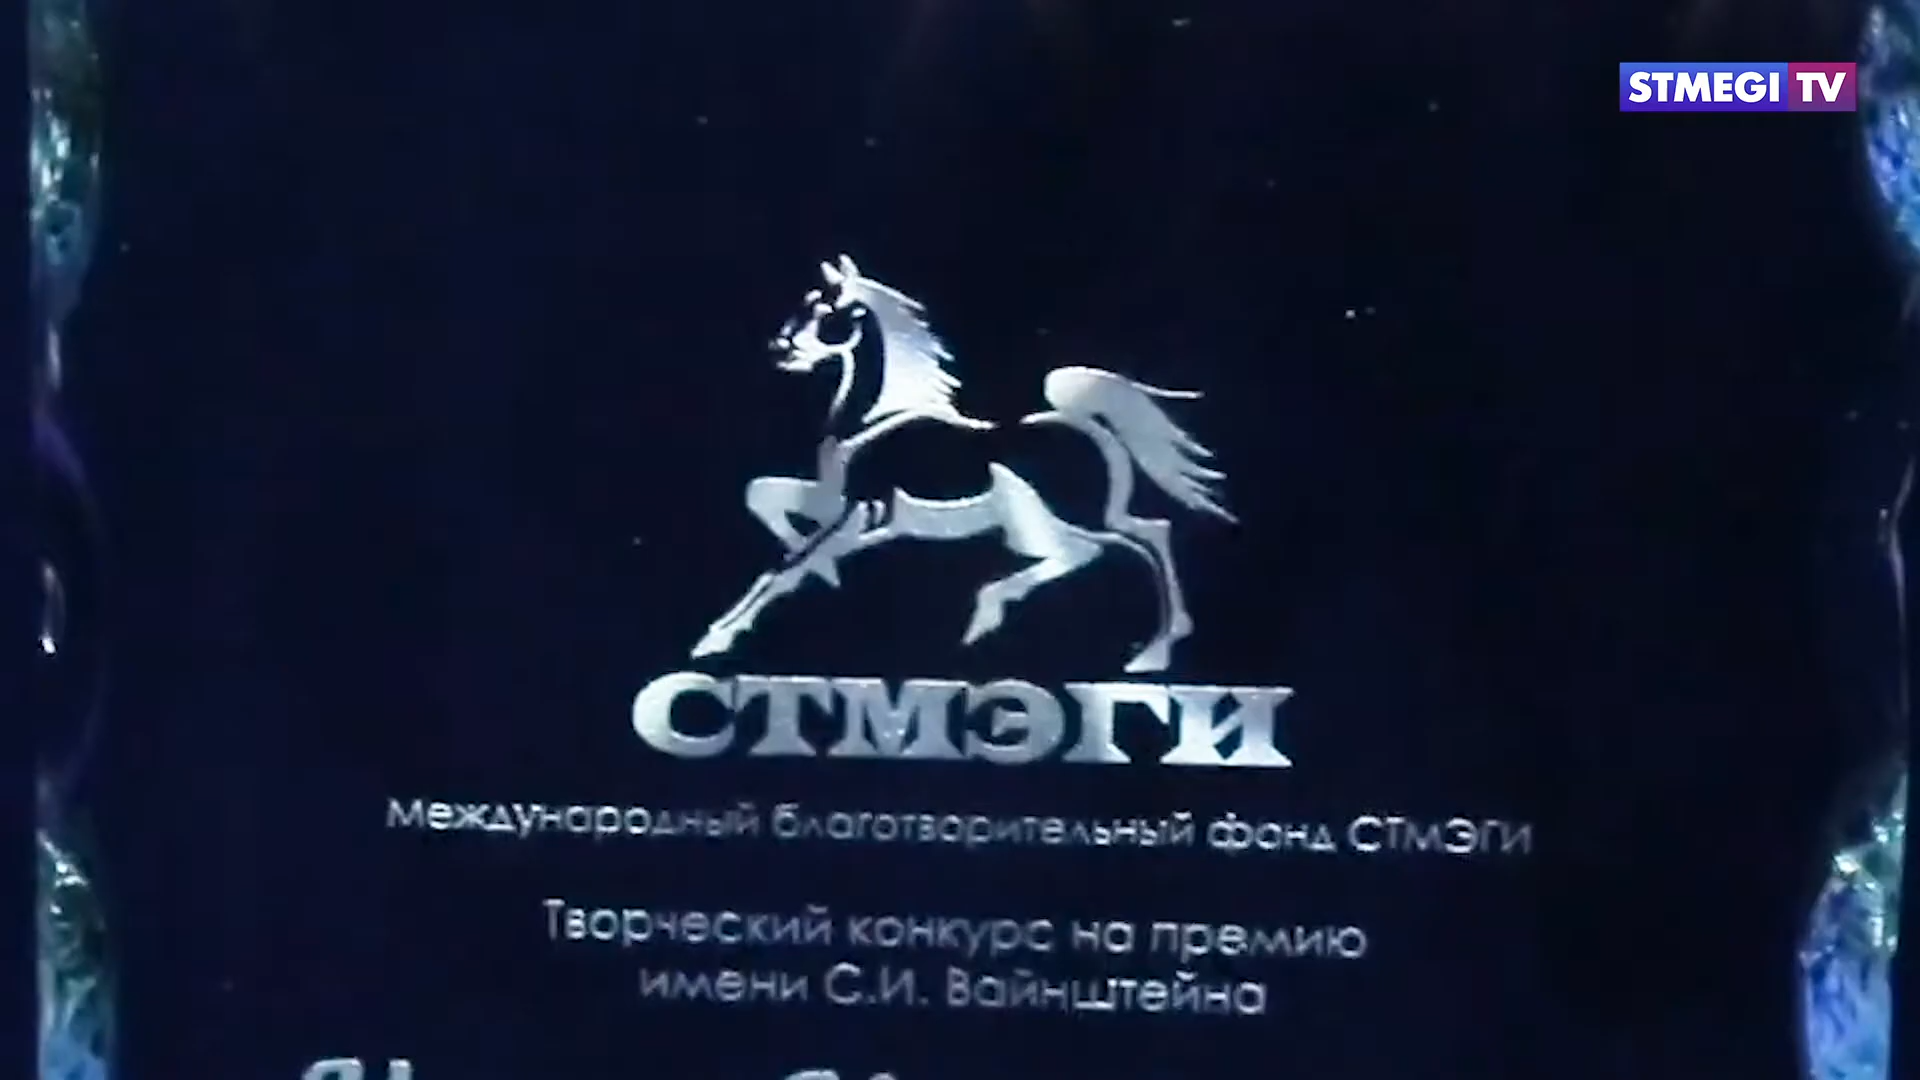 STMEGI TV
СТМЭГИ
Международный благотворительный фонд СТМЭГИ
Творческий конкурс на премию
имени С.И. Вайнштейна